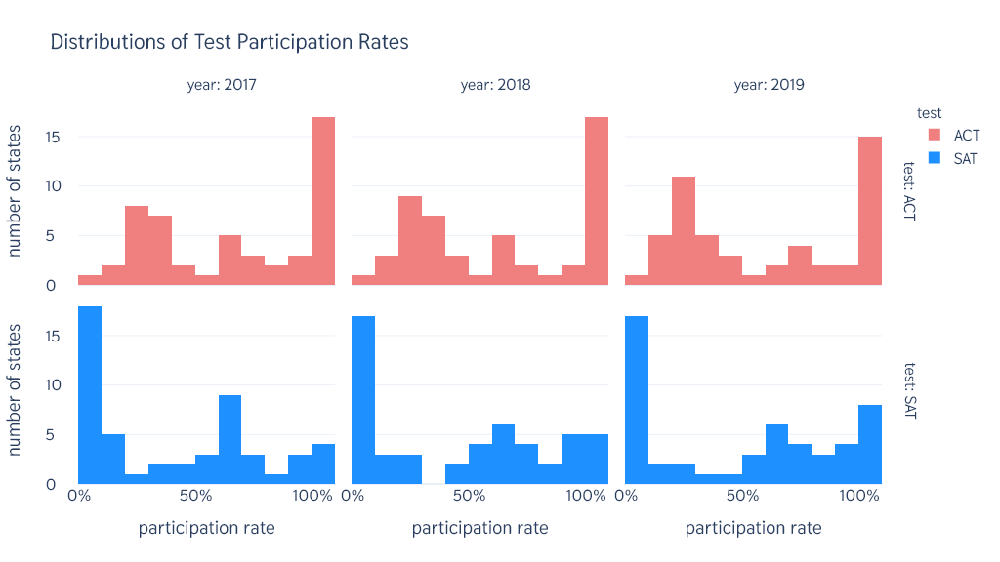 Distributions of Test Participation Rates
year: 2017
year: 2018
year: 2019
test
ACT
SAT
number of states
15
10
5
0
test: ACT
number of states
15
10
5
0
test: SAT
0%
50%
100%
0%
50%
100%
0%
50%
100%
participation rate
participation rate
participation rate